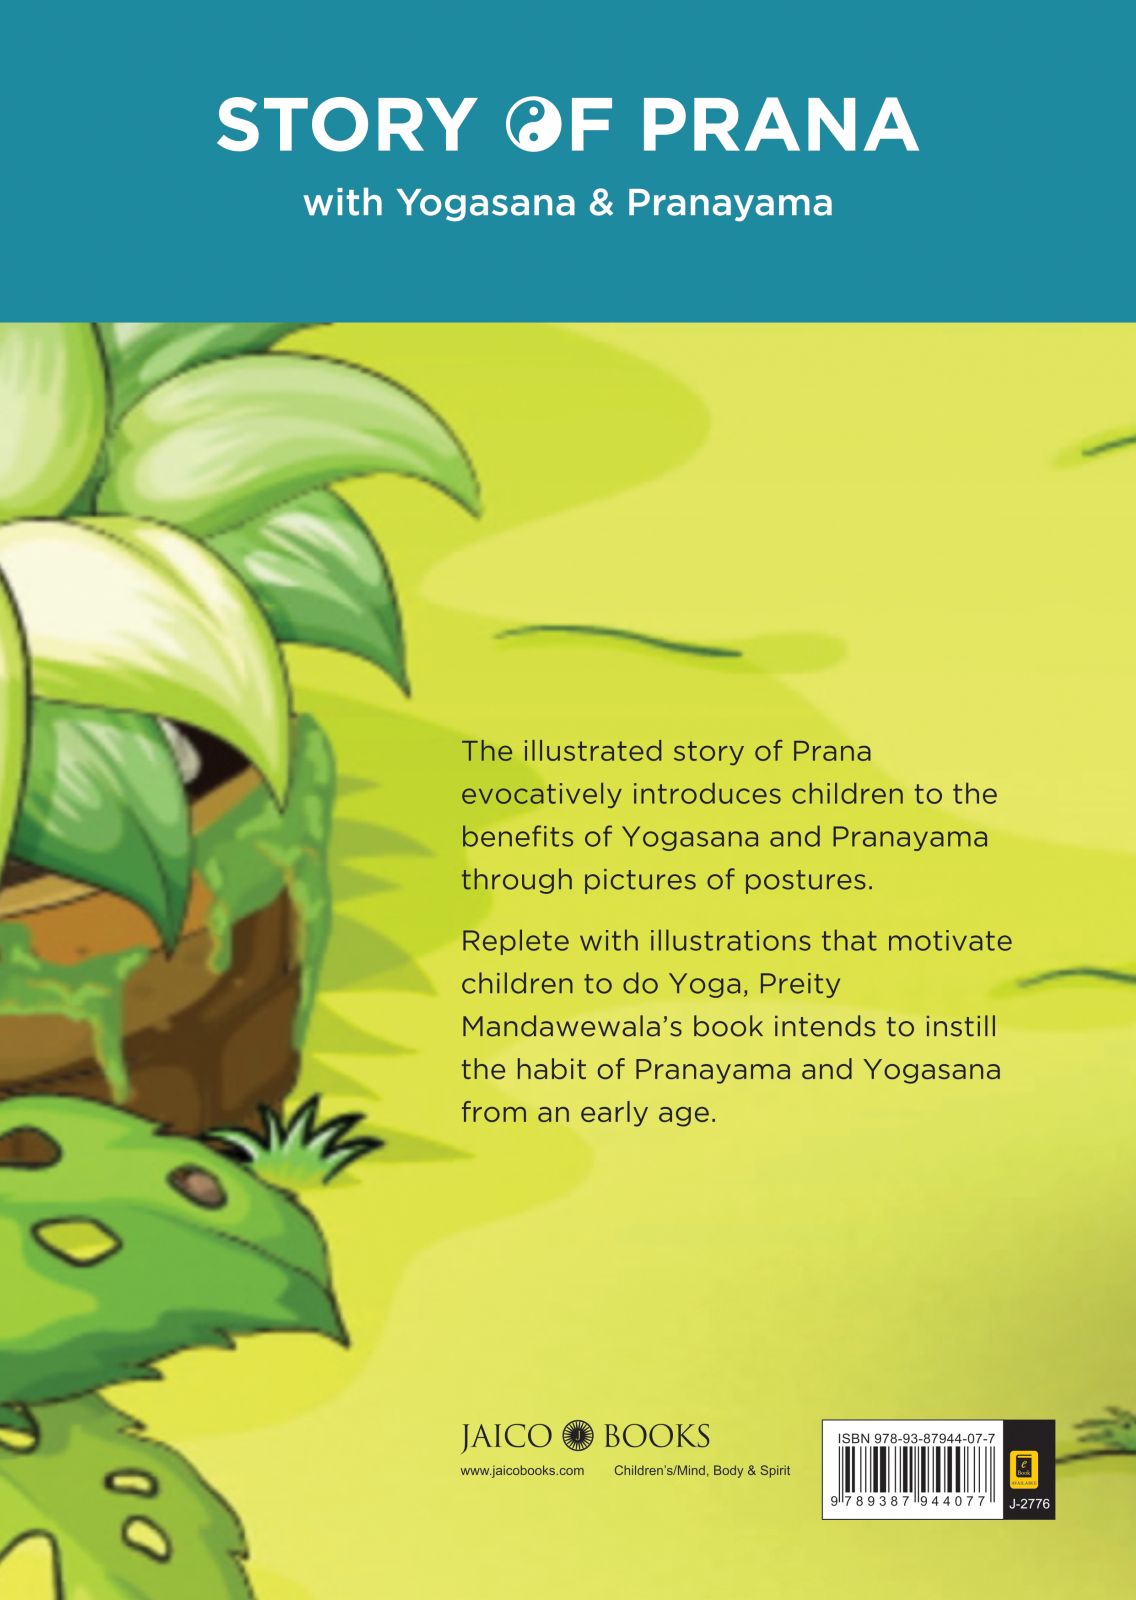 STORY OF PRANA
with Yogasana & Pranayama
The illustrated story of Prana
evocatively introduces children to the
benefits of Yogasana and Pranayama
through pictures of postures.
Replete with illustrations that motivate
children to do Yoga, Preity
Mandawewala's book intends to instill
the habit of Pranayama and Yogasana
from an early age.
JAICO J BOOKS
www.jaicobooks.com Children's/Mind, Body & Spirit
ISBN 978-93-87944-07-7
9 789387 944077
e
Book
AVAILABLE
J-2776